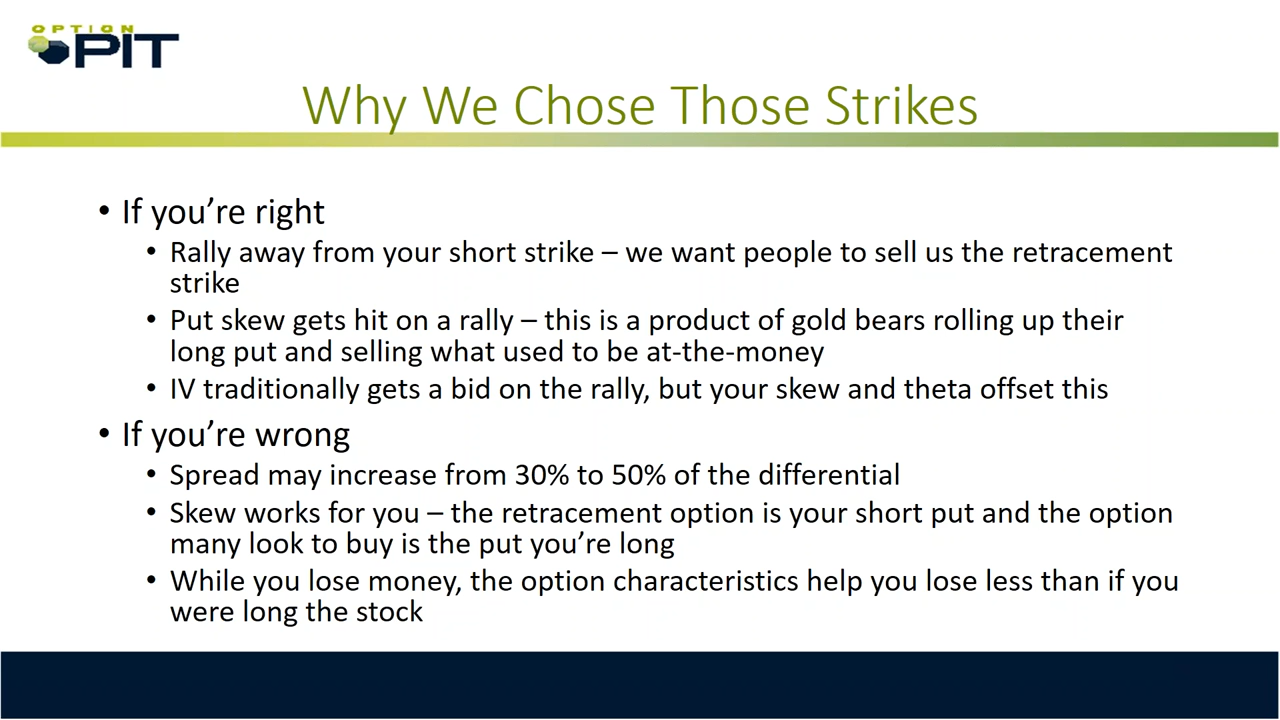 OPTION
PIT
Why We Chose Those Strikes
• If you’re right
• Rally away from your short strike – we want people to sell us the retracement
strike
• Put skew gets hit on a rally – this is a product of gold bears rolling up their
long put and selling what used to be at-the-money
• IV traditionally gets a bid on the rally, but your skew and theta offset this
• If you’re wrong
• Spread may increase from 30% to 50% of the differential
• Skew works for you – the retracement option is your short put and the option
many look to buy is the put you’re long
• While you lose money, the option characteristics help you lose less than if you
were long the stock